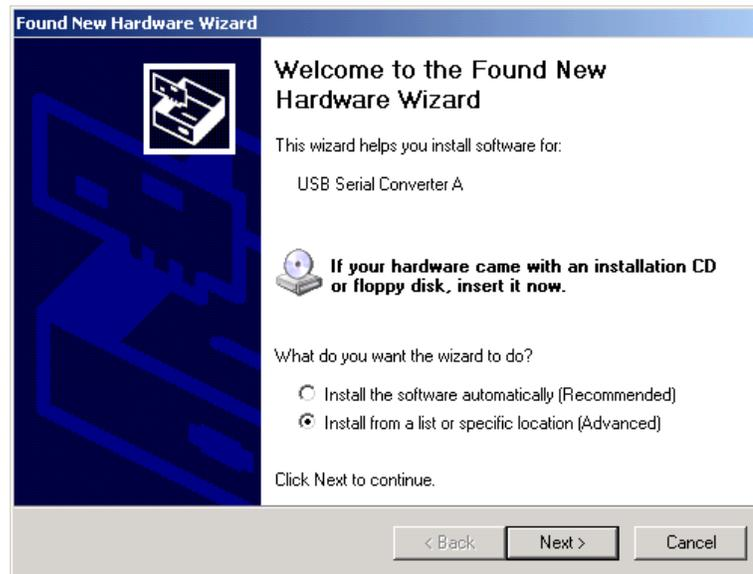 Found New Hardware Wizard
Welcome to the Found New
Hardware Wizard
This wizard helps you install software for:
USB Serial Converter A
If your hardware came with an installation CD
or floppy disk, insert it now.
What do you want the wizard to do?
Install the software automatically (Recommended)
Install from a list or specific location (Advanced)
Click Next to continue.
< Back Next > Cancel